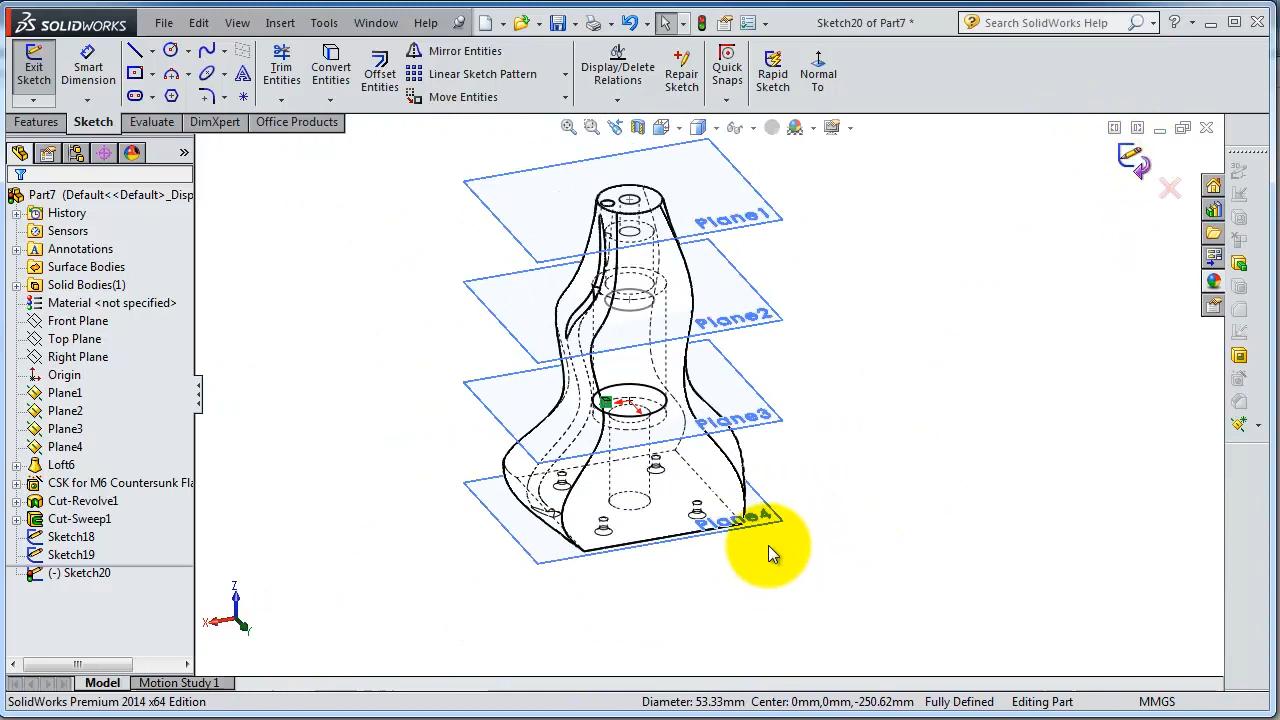 SOLIDWORKS File Edit View Insert Tools Window Help Sketch20 of Part7 * Search SolidWorks Help
Exit Sketch
Smart Dimension
Trim Entities
Convert Entities
Offset Entities
Mirror Entities
Linear Sketch Pattern
Move Entities
Display/Delete Relations
Repair Sketch
Quick Snaps
Rapid Sketch
Normal To
Features Sketch Evaluate DimXpert Office Products
Part7 (Default<<Default>_Disp
History
Sensors
Annotations
Surface Bodies
Solid Bodies(1)
Material <not specified>
Front Plane
Top Plane
Right Plane
Origin
Plane1
Plane2
Plane3
Plane4
Loft6
CSK for M6 Countersunk Fla
Cut-Revolve1
Cut-Sweep1
Sketch18
Sketch19
(-) Sketch20
Plane1
Plane2
Plane3
Plane4
Z
X
Y
Model Motion Study 1
SolidWorks Premium 2014 x64 Edition Diameter: 53.33mm Center: 0mm,0mm,-250.62mm Fully Defined Editing Part MMGS